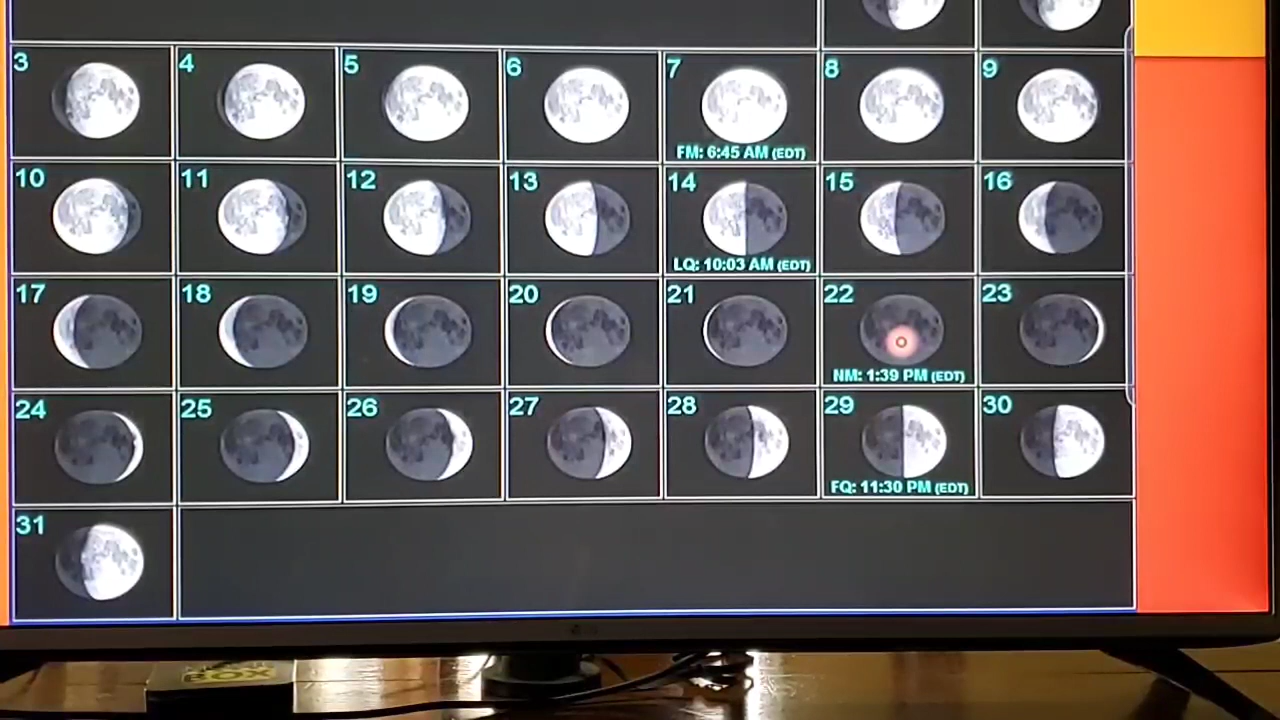 3 4 5 6 7 8 9
FM: 6:45 AM (EDT)
10 11 12 13 14 15 16
LQ: 10:03 AM (EDT)
17 18 19 20 21 22 23
NM: 1:39 PM (EDT)
24 25 26 27 28 29 30
FQ: 11:30 PM (EDT)
31
BOX